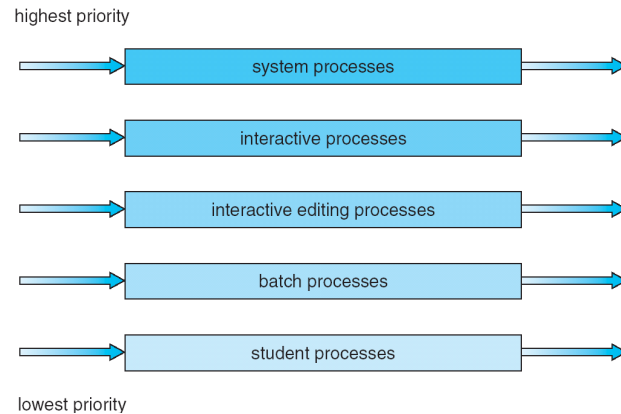 highest priority
system processes
interactive processes
interactive editing processes
batch processes
student processes
lowest priority